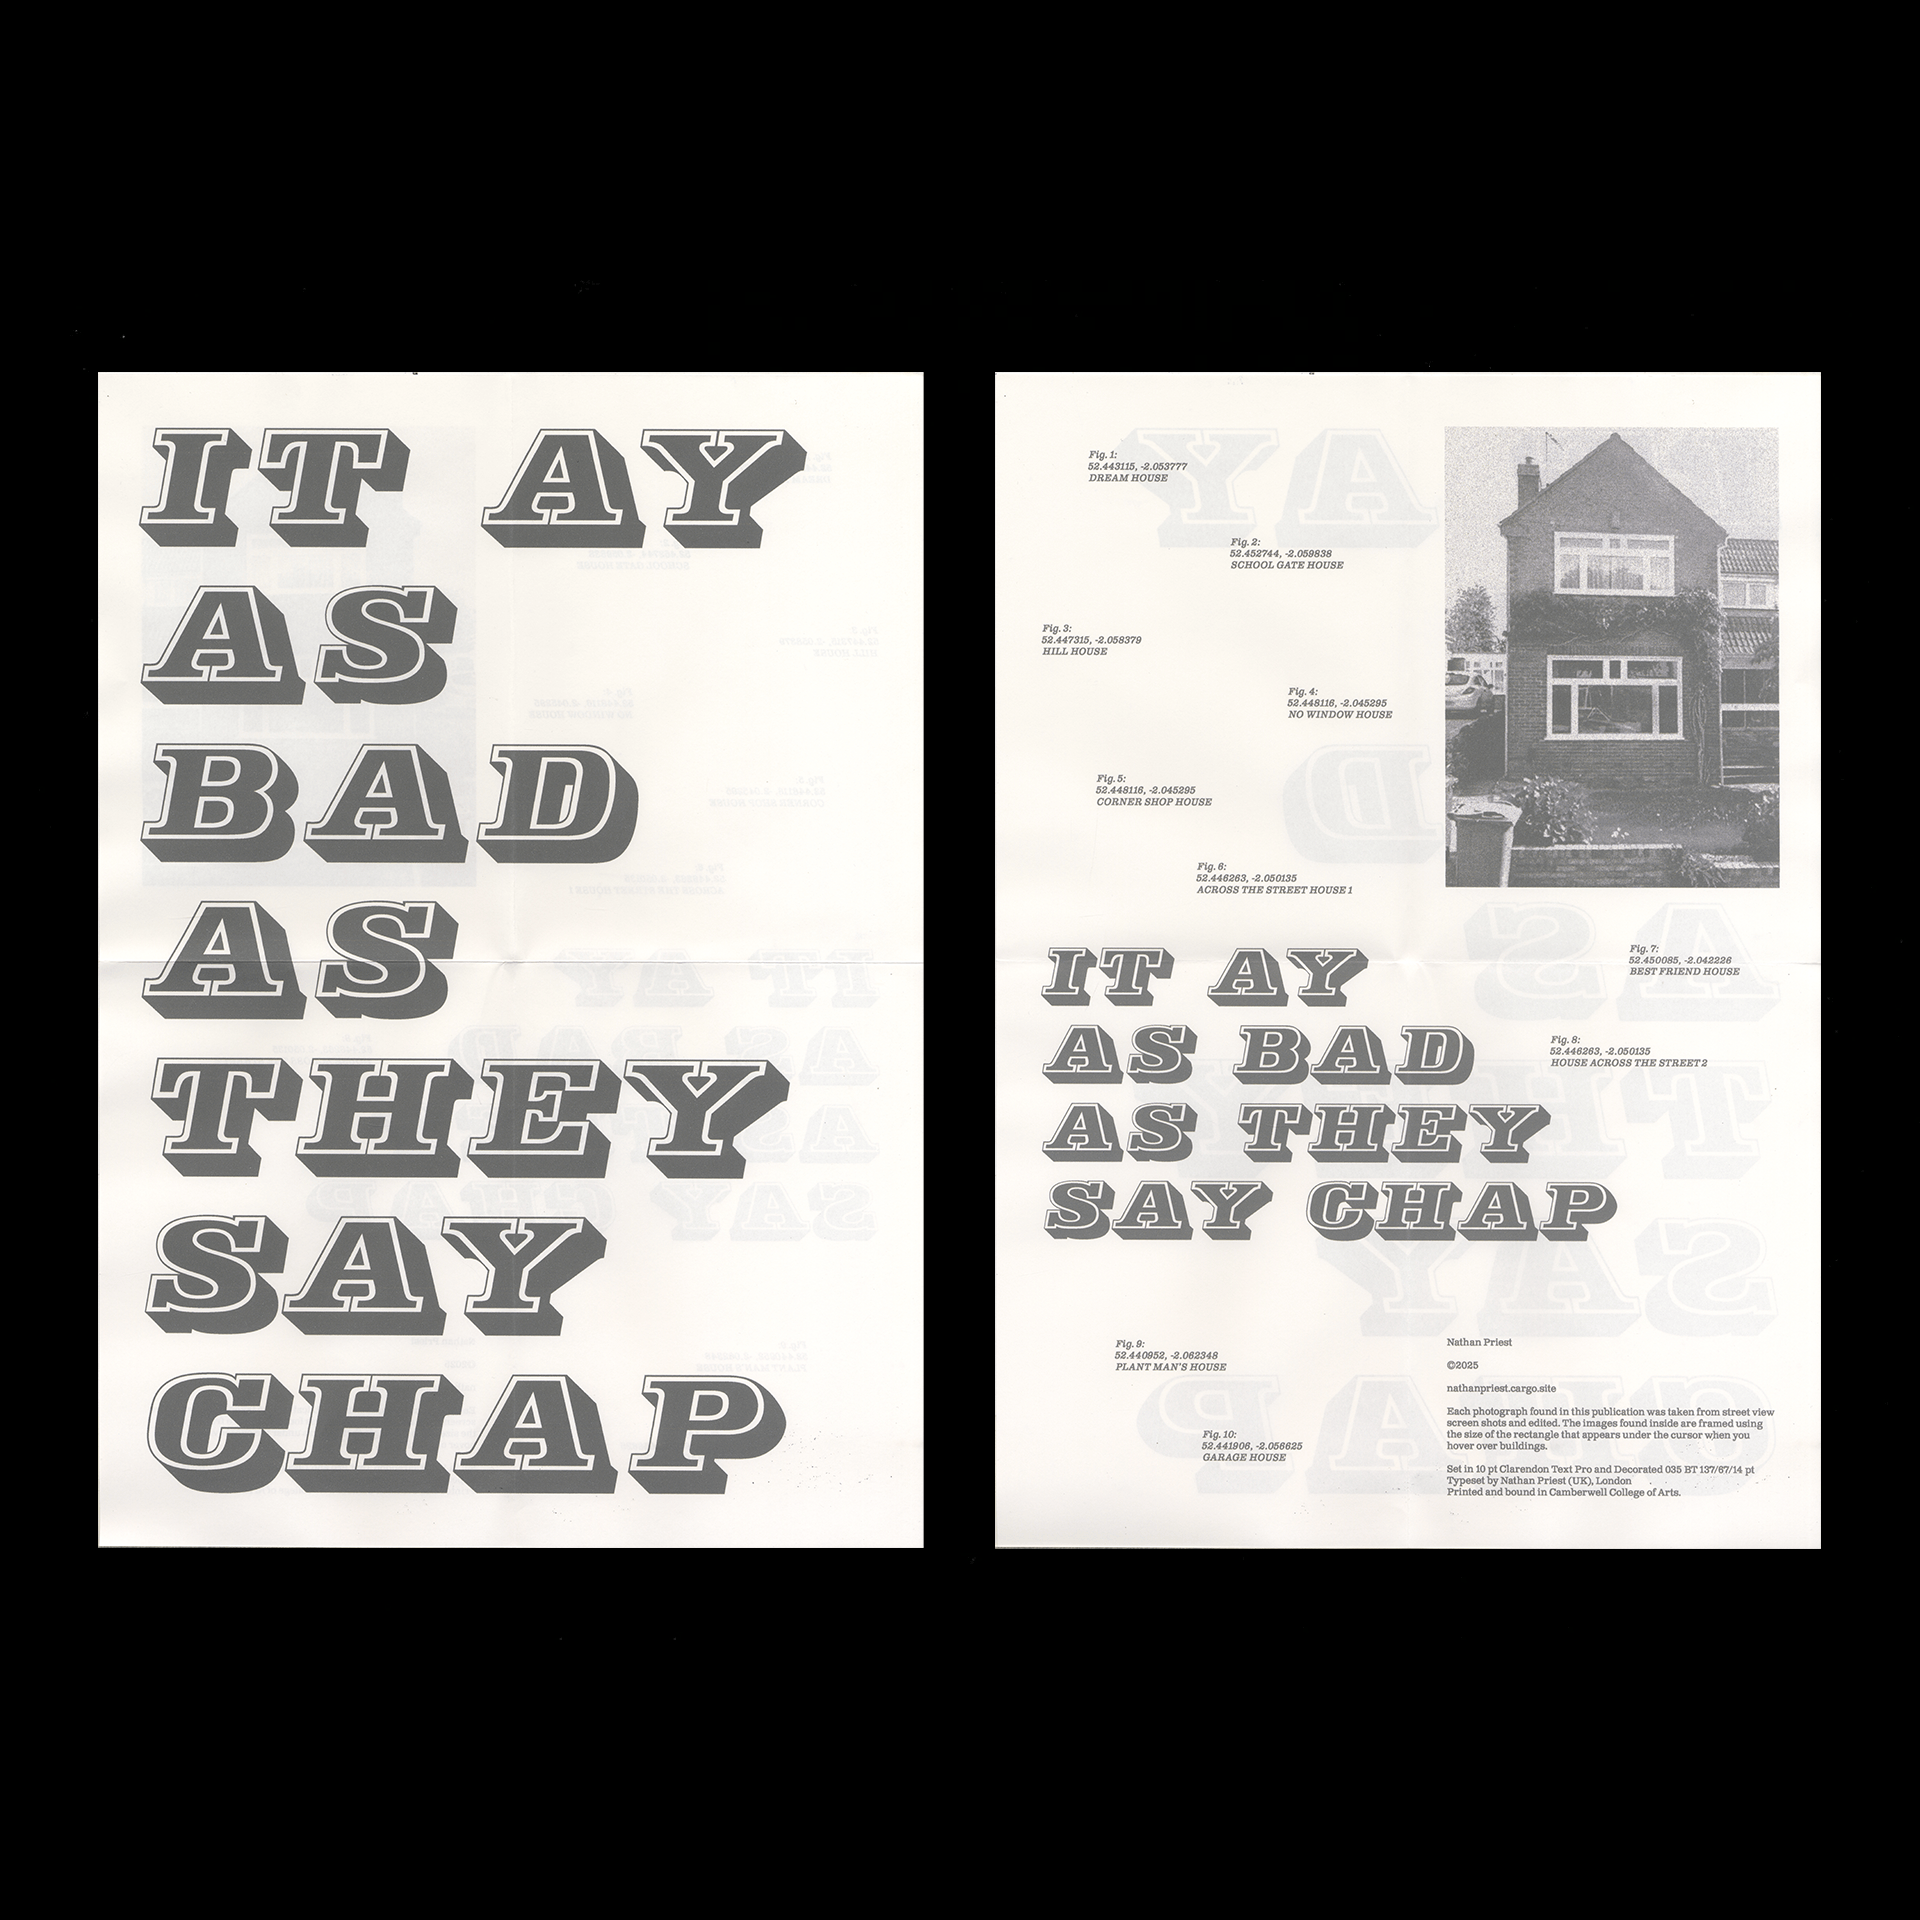 IT AY
AS
BAD
AS
THEY
SAY
CHAP
Fig. 1:
52.443115, -2.053777
DREAM HOUSE
Fig. 2:
52.452744, -2.059838
SCHOOL GATE HOUSE
Fig. 3:
52.447315, -2.058379
HILL HOUSE
Fig. 4:
52.448116, -2.045295
NO WINDOW HOUSE
Fig. 5:
52.448116, -2.045295
CORNER SHOP HOUSE
Fig. 6:
52.446263, -2.050135
ACROSS THE STREET HOUSE 1
Fig. 7:
52.450085, -2.042226
BEST FRIEND HOUSE
IT AY
AS BAD
AS THEY
SAY CHAP
Fig. 8:
52.446263, -2.050135
HOUSE ACROSS THE STREET 2
Fig. 9:
52.440952, -2.062348
PLANT MAN'S HOUSE
Fig. 10:
52.441906, -2.056625
GARAGE HOUSE
Nathan Priest
©2025
nathanpriest.cargo.site
Each photograph found in this publication was taken from street view
screen shots and edited. The images found inside are framed using
the size of the rectangle that appears under the cursor when you
hover over buildings.
Set in 10 pt Clarendon Text Pro and Decorated 035 BT 137/67/14 pt
Typeset by Nathan Priest (UK), London
Printed and bound in Camberwell College of Arts.